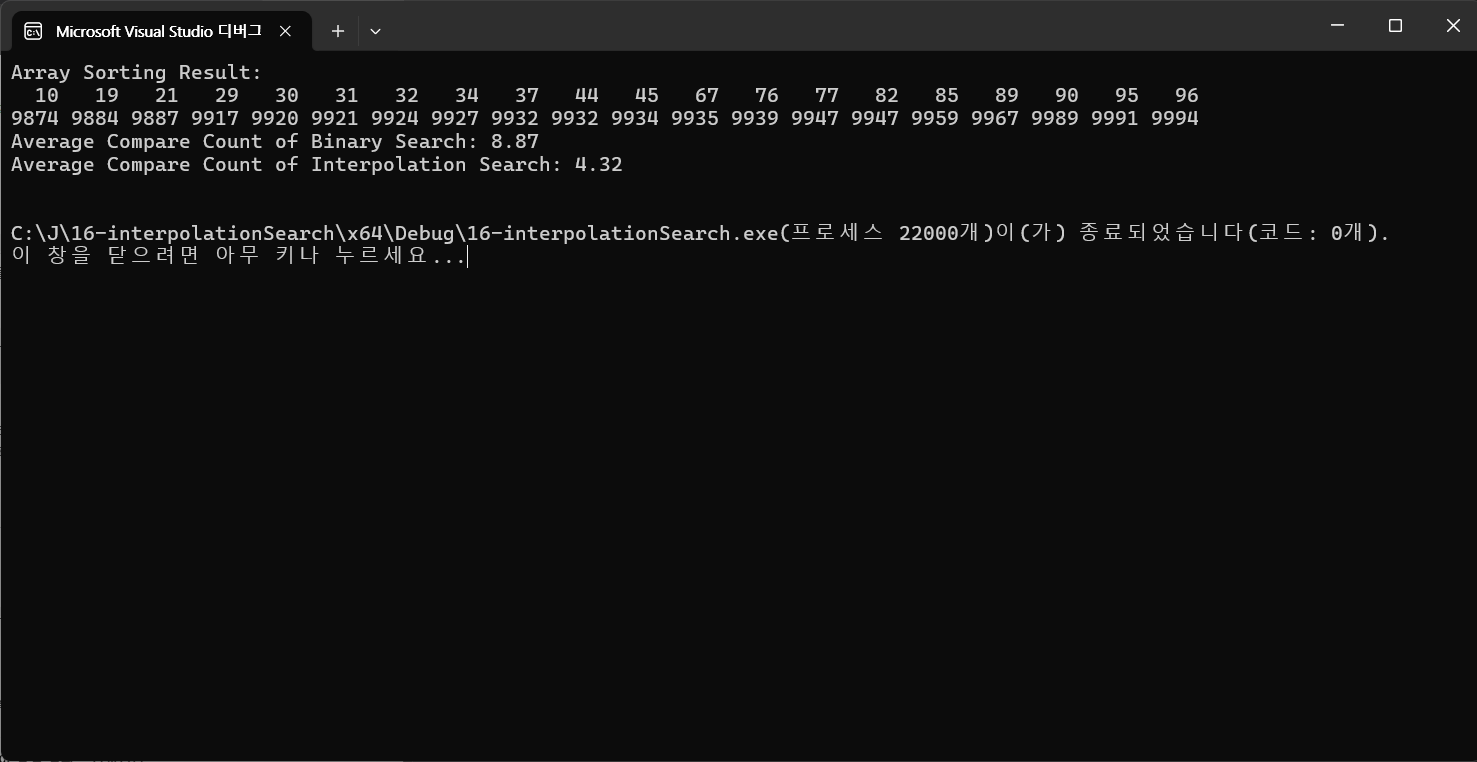 Microsoft Visual Studio 디버그
Array Sorting Result:
10 19 21 29 30 31 32 34 37 44 45 67 76 77 82 85 89 90 95 96
9874 9884 9887 9917 9920 9921 9924 9927 9932 9932 9934 9935 9939 9947 9947 9959 9967 9989 9991 9994
Average Compare Count of Binary Search: 8.87
Average Compare Count of Interpolation Search: 4.32
C:\J\16-interpolationSearch\x64\Debug\16-interpolationSearch.exe(프로세스 22000개)이(가) 종료되었습니다(코드: 0개).
이 창을 닫으려면 아무 키나 누르세요...